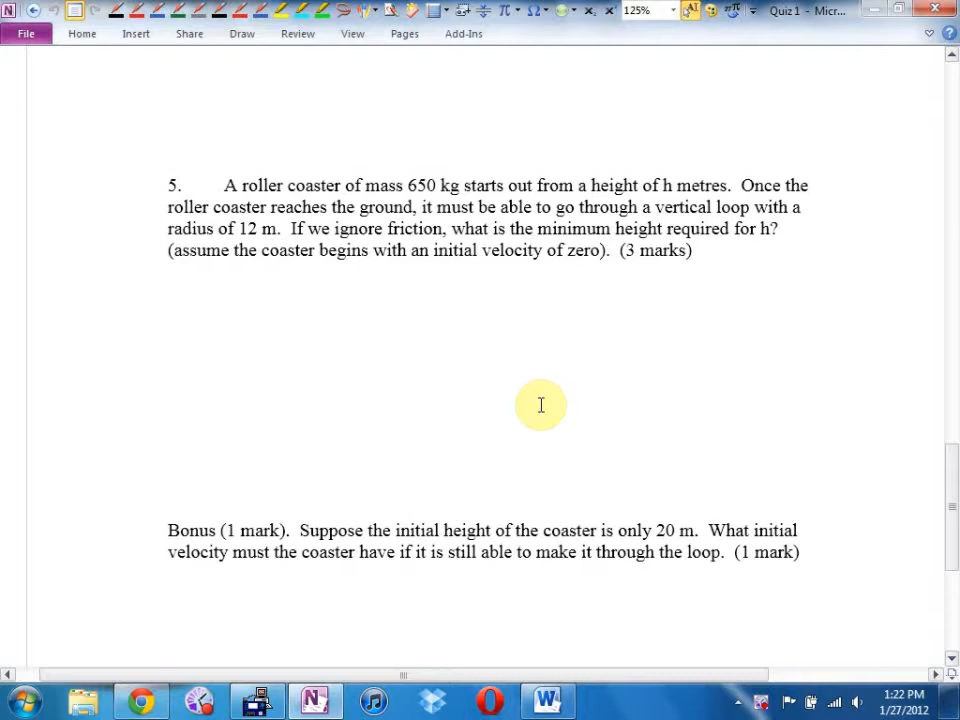 125% Quiz1 - Micr...
File Home Insert Share Draw Review View Pages Add-Ins
5. A roller coaster of mass 650 kg starts out from a height of h metres. Once the
roller coaster reaches the ground, it must be able to go through a vertical loop with a
radius of 12 m. If we ignore friction, what is the minimum height required for h?
(assume the coaster begins with an initial velocity of zero). (3 marks)
Bonus (1 mark). Suppose the initial height of the coaster is only 20 m. What initial
velocity must the coaster have if it is still able to make it through the loop. (1 mark)
1:22 PM
1/27/2012